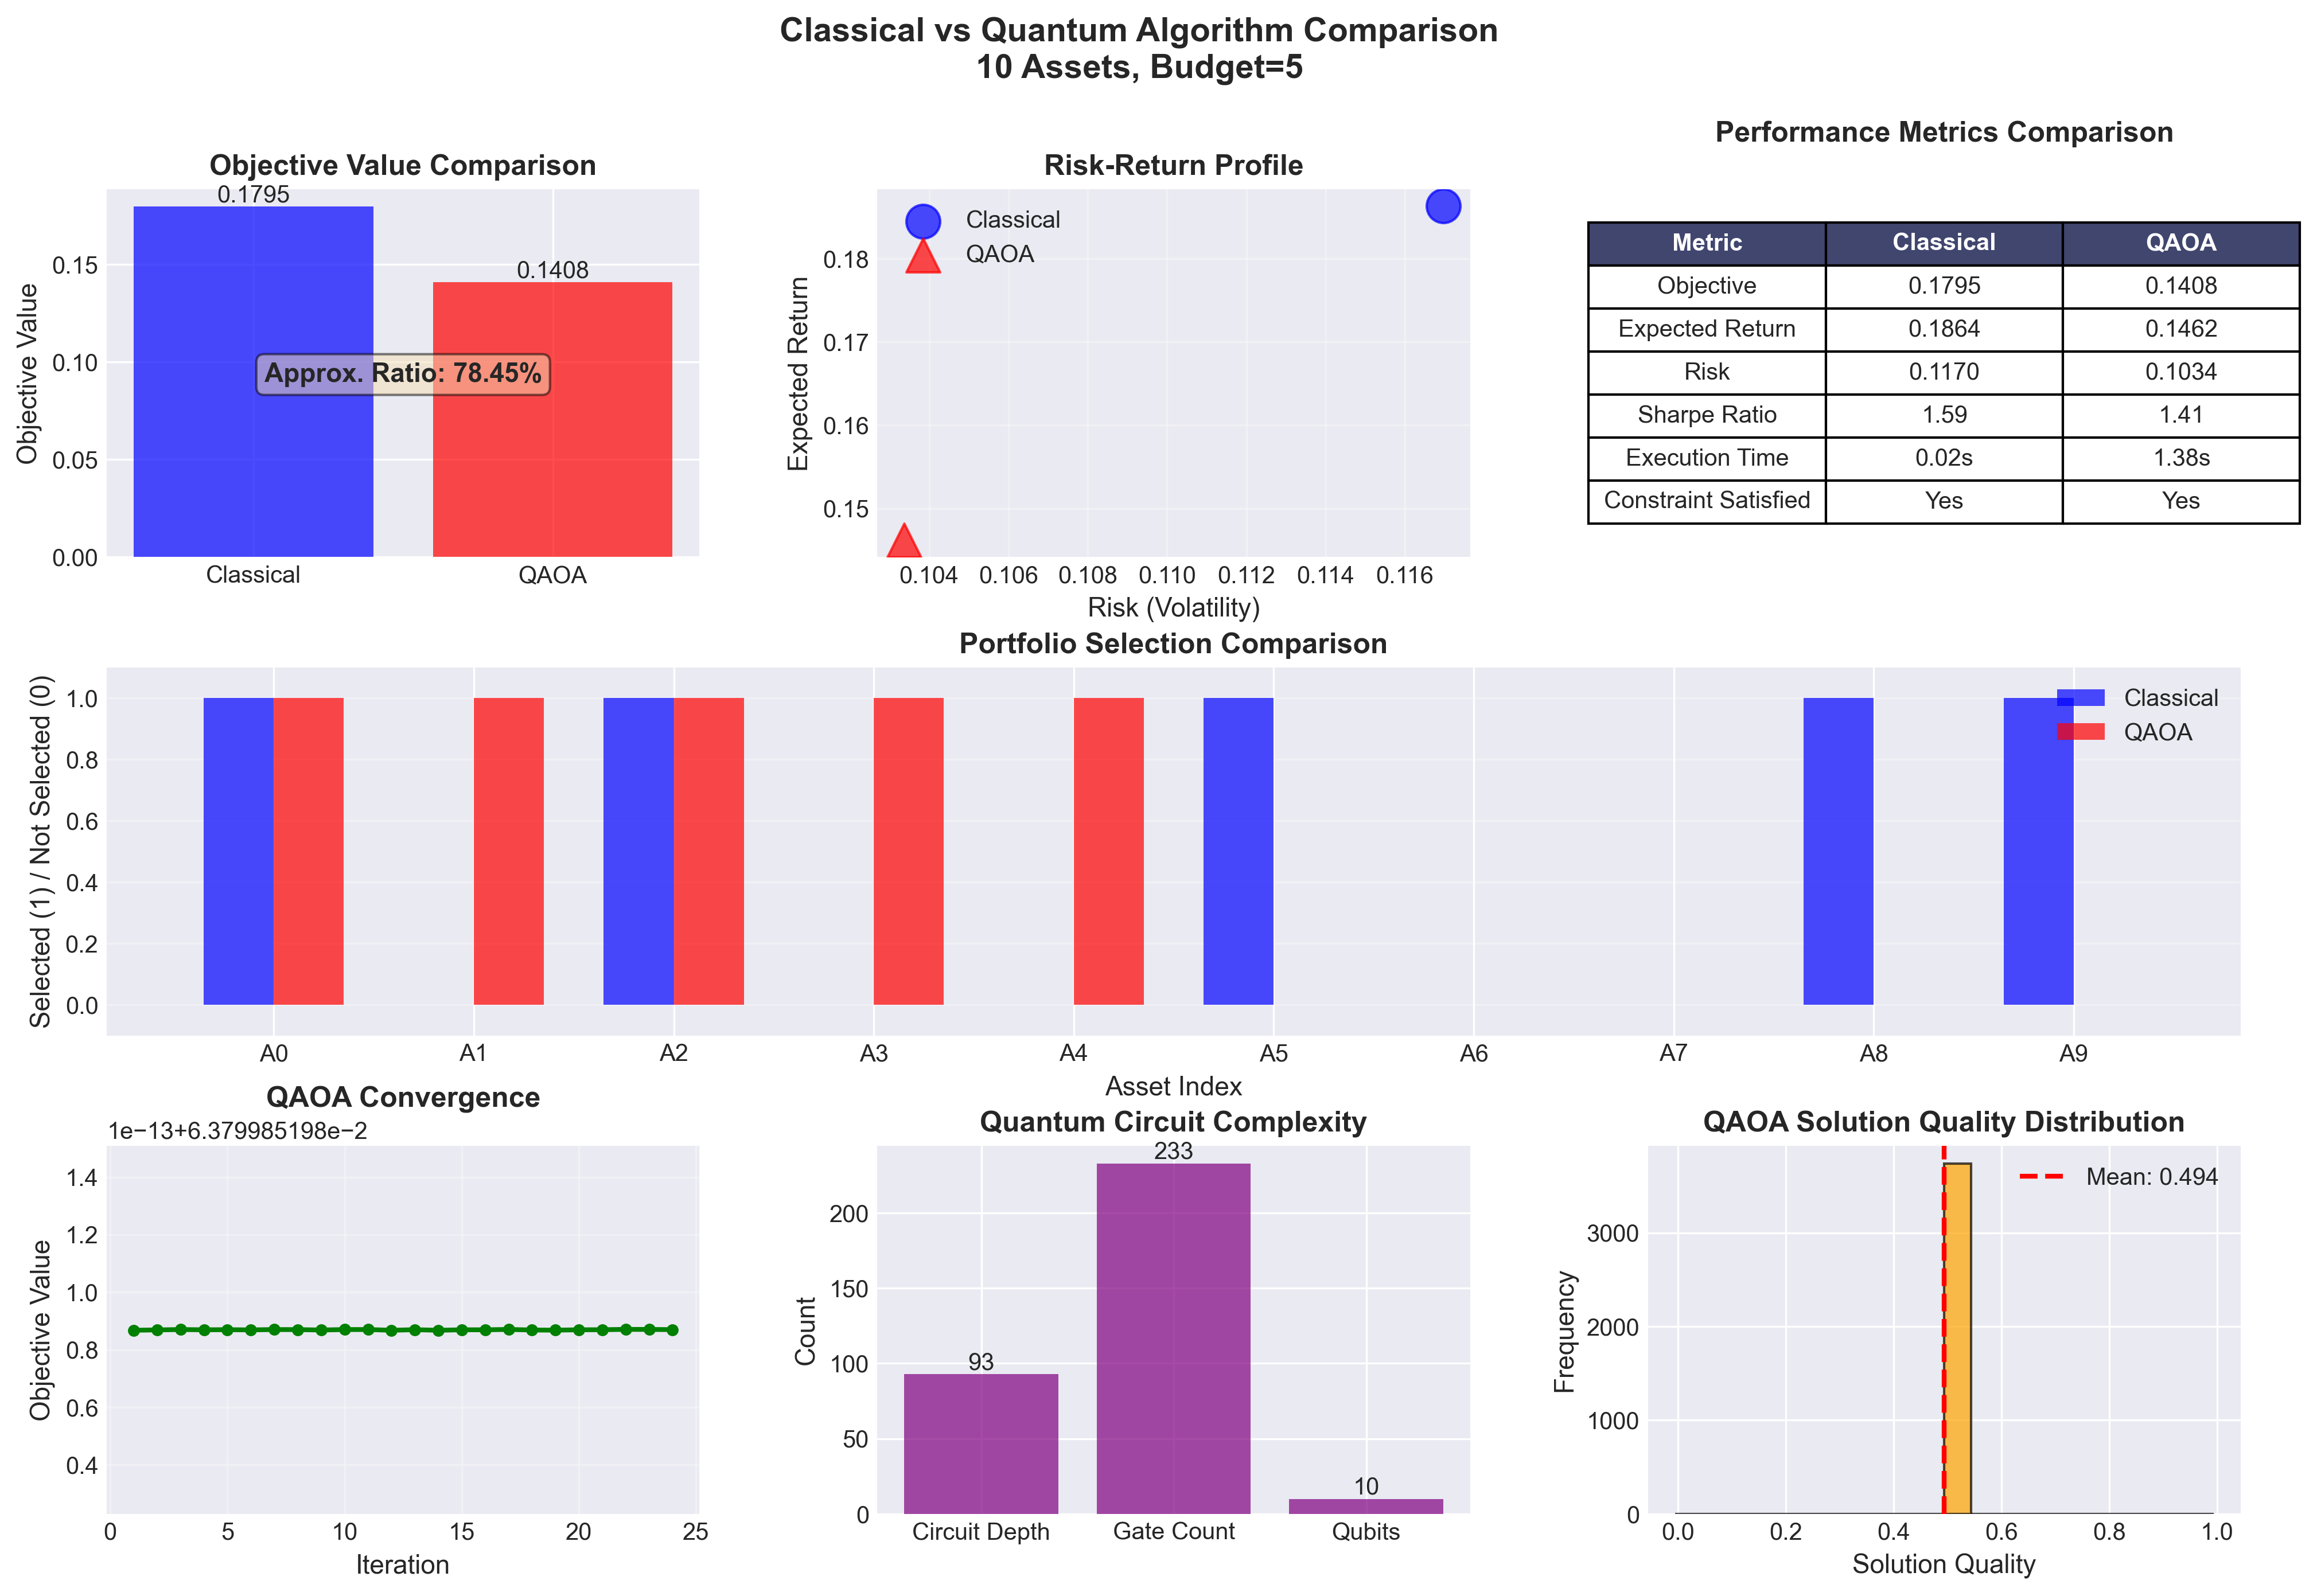 Classical vs Quantum Algorithm Comparison
10 Assets, Budget=5
Objective Value Comparison
0.1795
0.1408
Approx. Ratio: 78.45%
Objective Value
0.15
0.10
0.05
0.00
Classical
QAOA
Risk-Return Profile
Classical
QAOA
Expected Return
0.18
0.17
0.16
0.15
0.104
0.106
0.108
0.110
0.112
0.114
0.116
Risk (Volatility)
Performance Metrics Comparison
Metric Classical QAOA
Objective 0.1795 0.1408
Expected Return 0.1864 0.1462
Risk 0.1170 0.1034
Sharpe Ratio 1.59 1.41
Execution Time 0.02s 1.38s
Constraint Satisfied Yes Yes
Portfolio Selection Comparison
Classical
QAOA
Selected (1) / Not Selected (0)
1.0
0.8
0.6
0.4
0.2
0.0
A0
A1
A2
A3
A4
A5
A6
A7
A8
A9
Asset Index
QAOA Convergence
1e−13+6.379985198e−2
Objective Value
1.4
1.2
1.0
0.8
0.6
0.4
0
5
10
15
20
25
Iteration
Quantum Circuit Complexity
233
93
10
Count
200
150
100
50
0
Circuit Depth
Gate Count
Qubits
QAOA Solution Quality Distribution
Mean: 0.494
Frequency
3000
2000
1000
0
0.0
0.2
0.4
0.6
0.8
1.0
Solution Quality